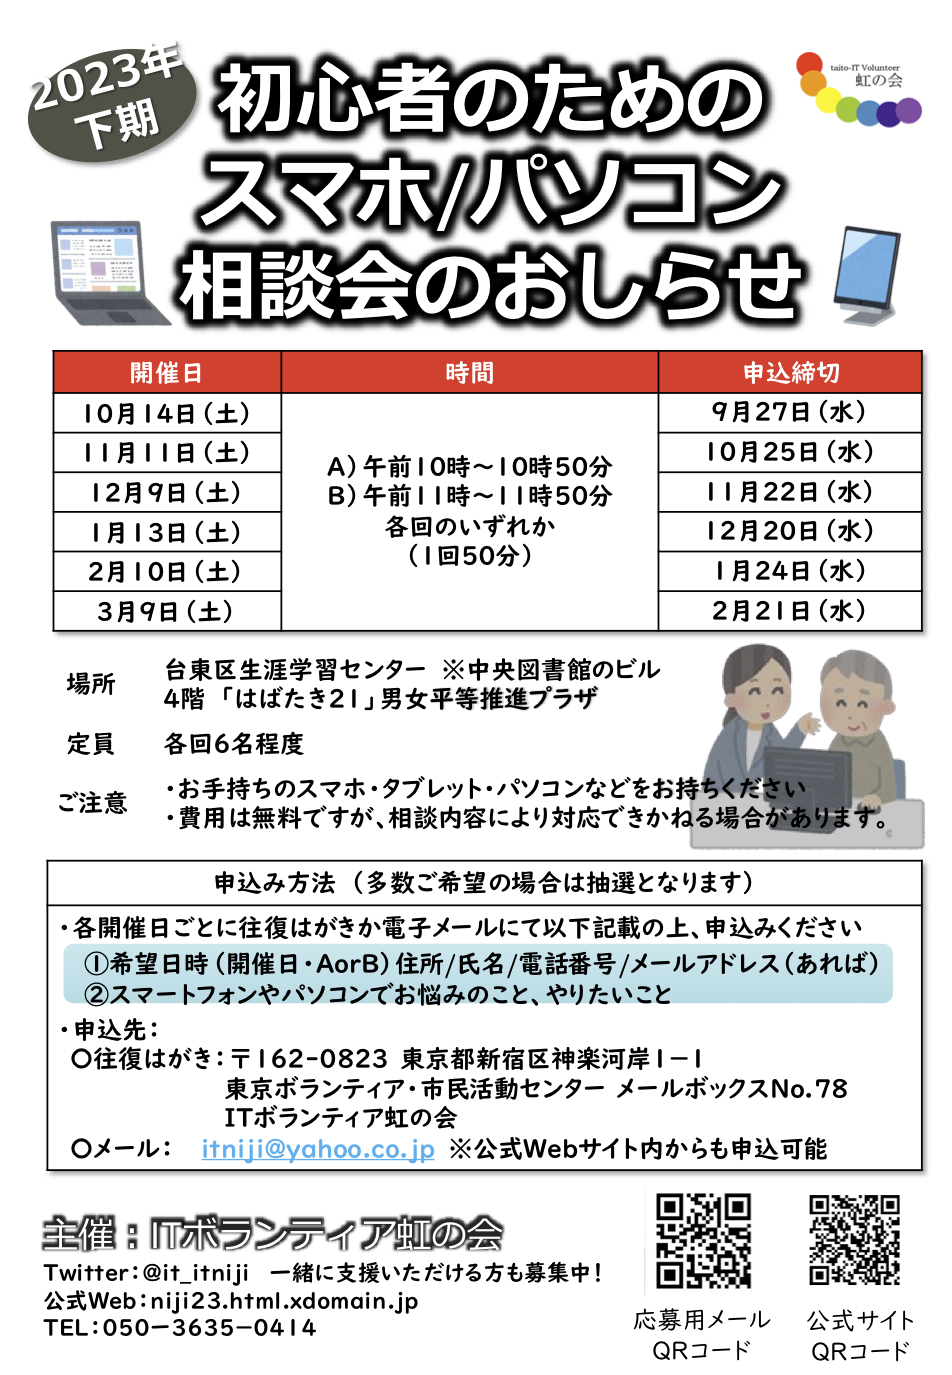 2023年
下期
初心者のための
スマホ/パソコン
相談会のおしらせ
taito-IT Volunteer
虹の会
開催日 時間 申込締切
10月14日(土) 9月27日(水)
11月11日(土) 10月25日(水)
12月9日(土) 11月22日(水)
1月13日(土) 12月20日(水)
2月10日(土) 1月24日(水)
3月9日(土) 2月21日(水)
A)午前10時～10時50分
B)午前11時～11時50分
各回のいずれか
(1回50分)
場所 台東区生涯学習センター ※中央図書館のビル
4階 「はばたき21」男女平等推進プラザ
定員 各回6名程度
ご注意 ・お手持ちのスマホ・タブレット・パソコンなどをお持ちください
・費用は無料ですが、相談内容により対応できかねる場合があります。
申込み方法 (多数ご希望の場合は抽選となります)
・各開催日ごとに往復はがきか電子メールにて以下記載の上、申込みください
①希望日時(開催日・AorB)住所/氏名/電話番号/メールアドレス(あれば)
②スマートフォンやパソコンでお悩みのこと、やりたいこと
・申込先:
〇往復はがき:〒162-0823 東京都新宿区神楽河岸1－1
東京ボランティア・市民活動センター メールボックスNo.78
ITボランティア虹の会
〇メール: itniji@yahoo.co.jp ※公式Webサイト内からも申込可能
主催：ITボランティア虹の会
Twitter:@it_itniji 一緒に支援いただける方も募集中!
公式Web:niji23.html.xdomain.jp
TEL:050ー3635－0414
応募用メール
QRコード
公式サイト
QRコード